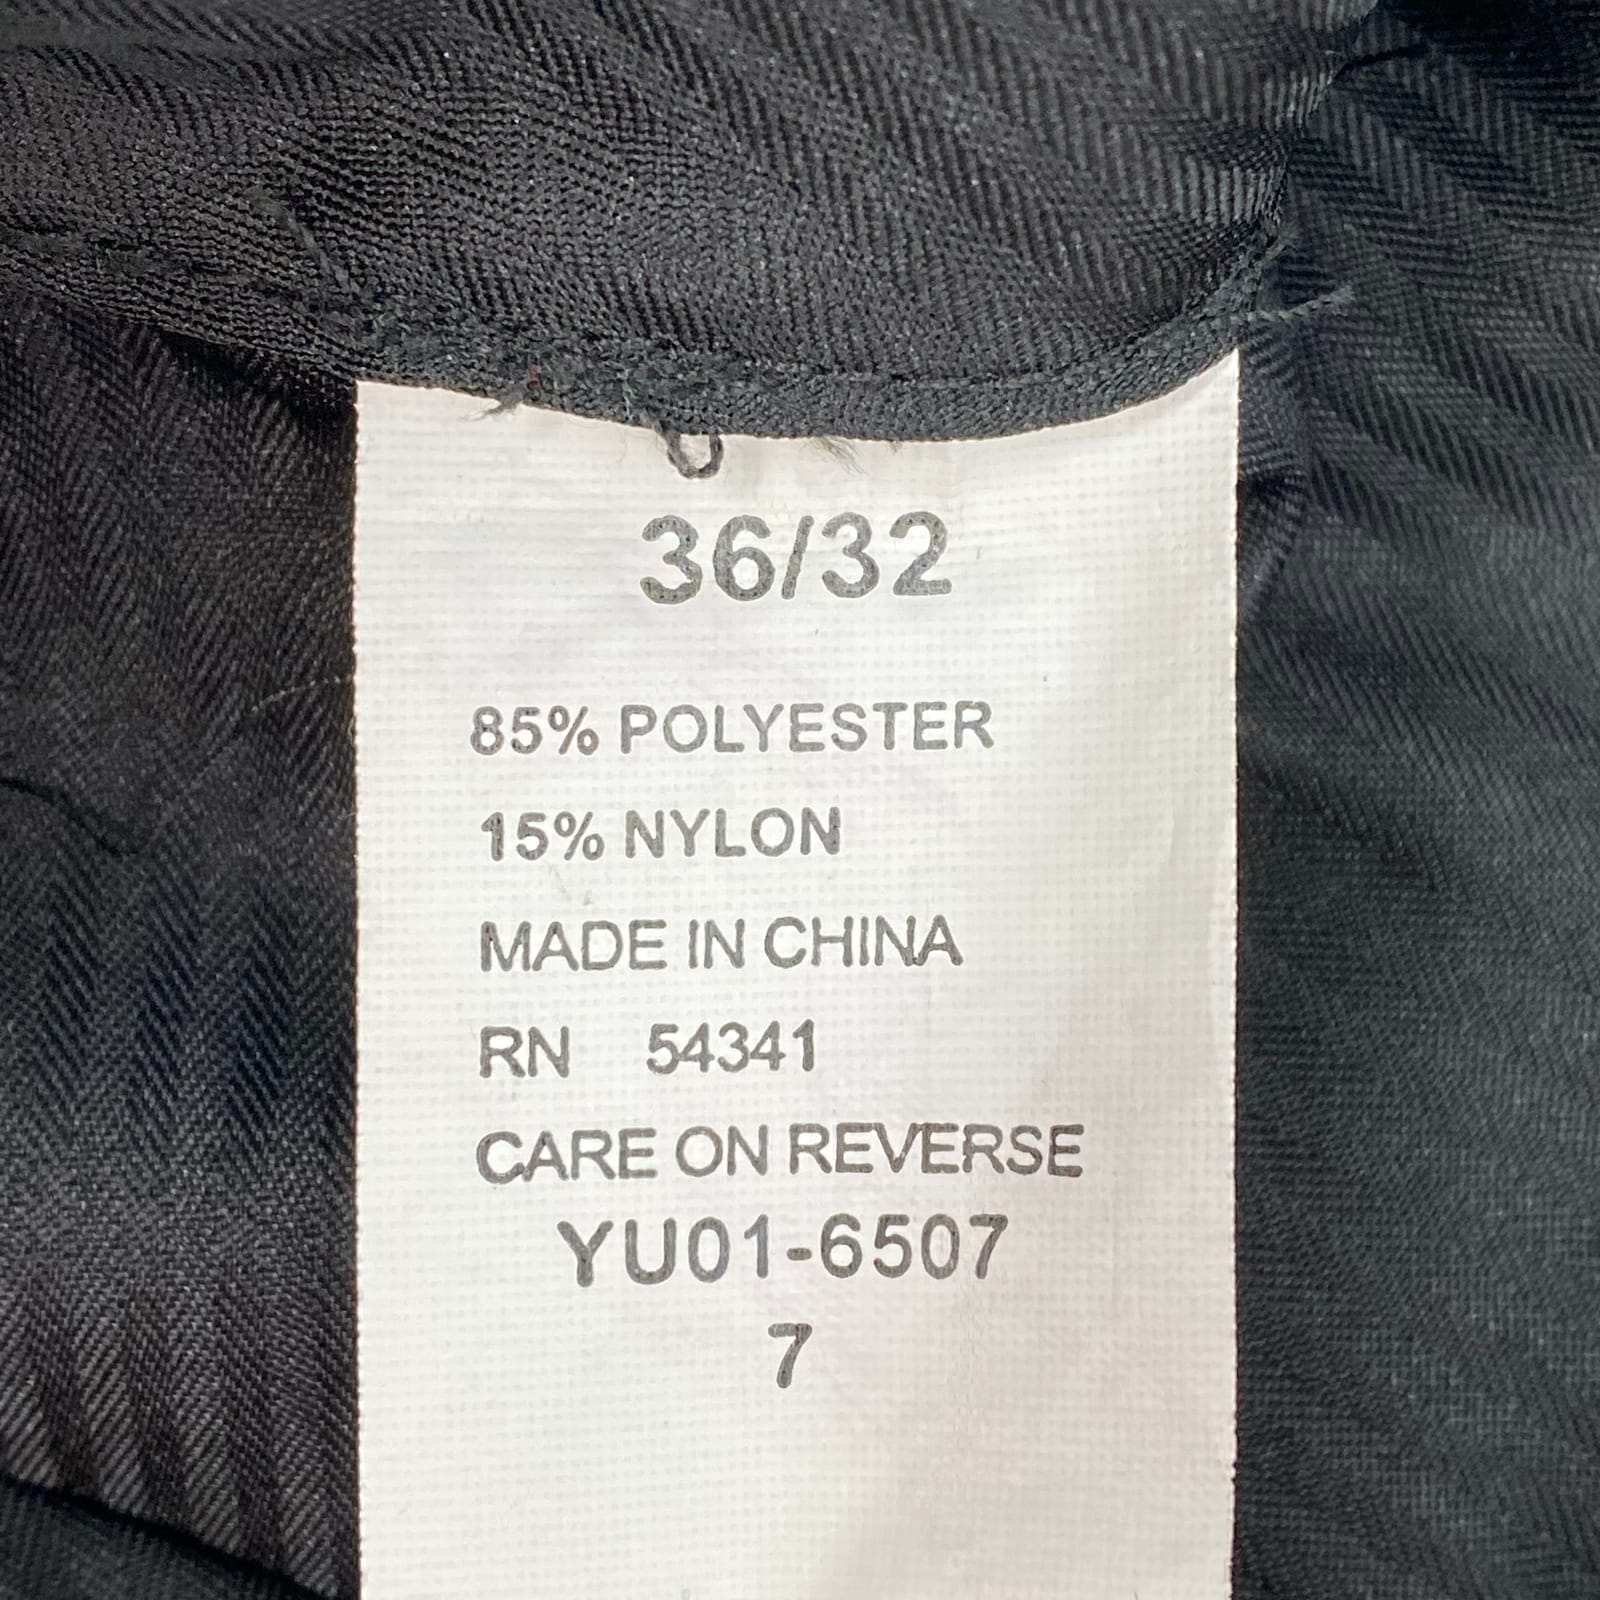 36/32
85% POLYESTER
15% NYLON
MADE IN CHINA
RN 54341
CARE ON REVERSE
YU01-6507
7